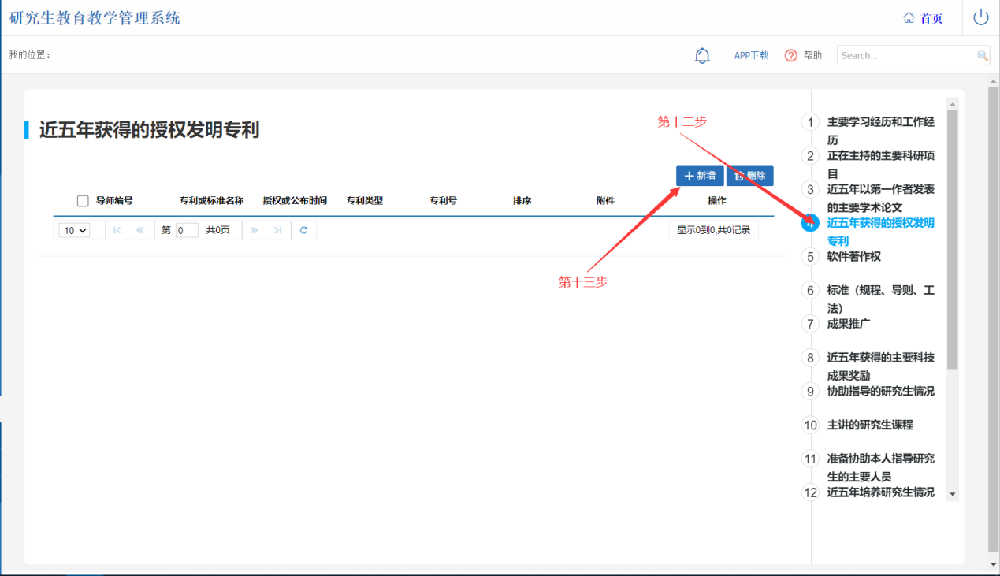 研究生教育教学管理系统
首页
我的位置：
APP下载
帮助
Search...
近五年获得的授权发明专利
第十二步
新增
删除
导师编号 专利或标准名称 授权或公布时间 专利类型 专利号 排序 附件 操作
10 第 0 共0页 显示0到0,共0记录
第十三步
1 主要学习经历和工作经
历
2 正在主持的主要科研项
目
3 近五年以第一作者发表
的主要学术论文
4 近五年获得的授权发明
专利
5 软件著作权
6 标准（规程、导则、工
法）
7 成果推广
8 近五年获得的主要科技
成果奖励
9 协助指导的研究生情况
10 主讲的研究生课程
11 准备协助本人指导研究
生的主要人员
12 近五年培养研究生情况